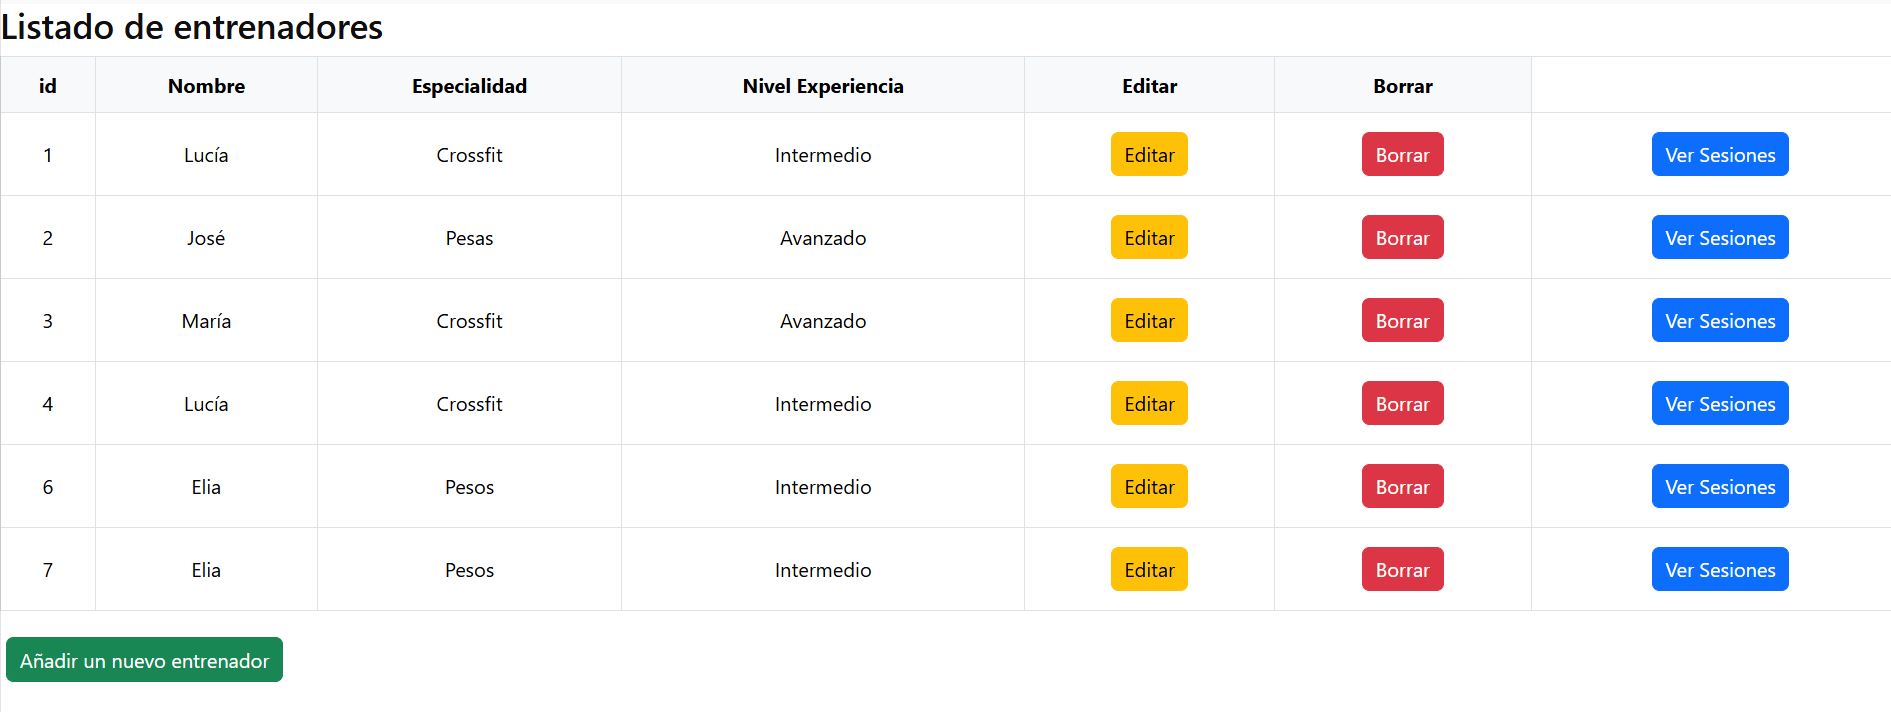 Listado de entrenadores
id Nombre Especialidad Nivel Experiencia Editar Borrar
1 Lucía Crossfit Intermedio Editar Borrar Ver Sesiones
2 José Pesas Avanzado Editar Borrar Ver Sesiones
3 María Crossfit Avanzado Editar Borrar Ver Sesiones
4 Lucía Crossfit Intermedio Editar Borrar Ver Sesiones
6 Elia Pesos Intermedio Editar Borrar Ver Sesiones
7 Elia Pesos Intermedio Editar Borrar Ver Sesiones
Añadir un nuevo entrenador